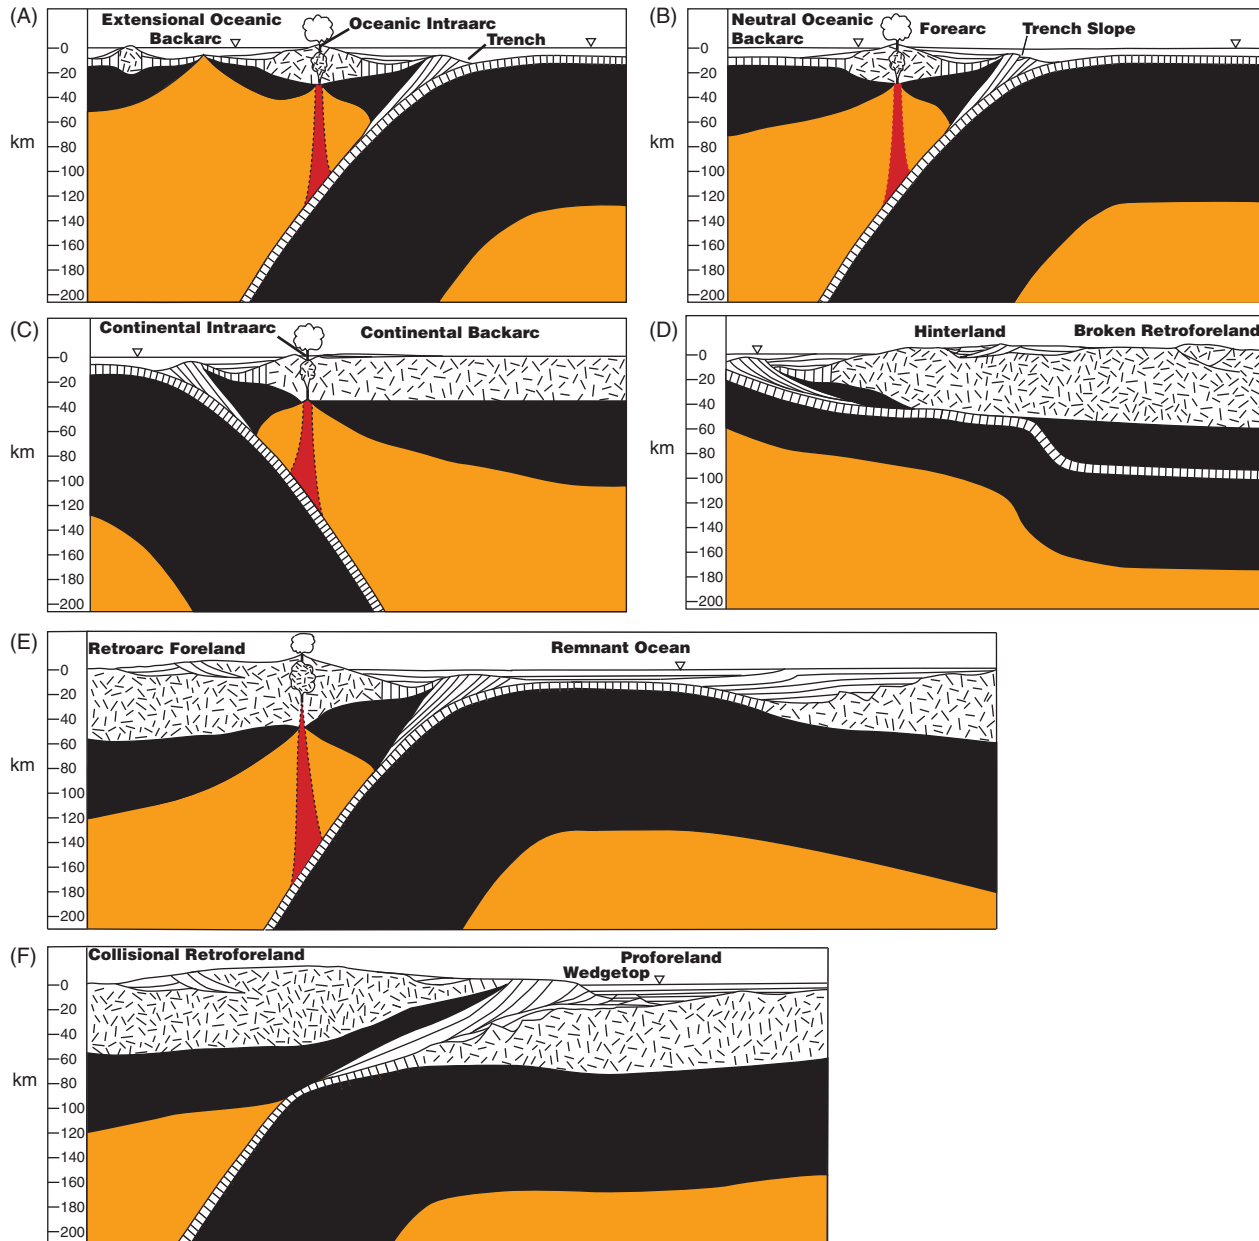 (A)
Extensional Oceanic
Backarc
Oceanic Intraarc
Trench
0
20
40
60
80
100
120
140
160
180
200
km
(B)
Neutral Oceanic
Backarc
Forearc
Trench Slope
0
20
40
60
80
100
120
140
160
180
200
km
(C)
Continental Intraarc
Continental Backarc
0
20
40
60
80
100
120
140
160
180
200
km
(D)
Hinterland
Broken Retroforeland
0
20
40
60
80
100
120
140
160
180
200
km
(E)
Retroarc Foreland
Remnant Ocean
0
20
40
60
80
100
120
140
160
180
200
km
(F)
Collisional Retroforeland
Proforeland
Wedgetop
0
20
40
60
80
100
120
140
160
180
200
km